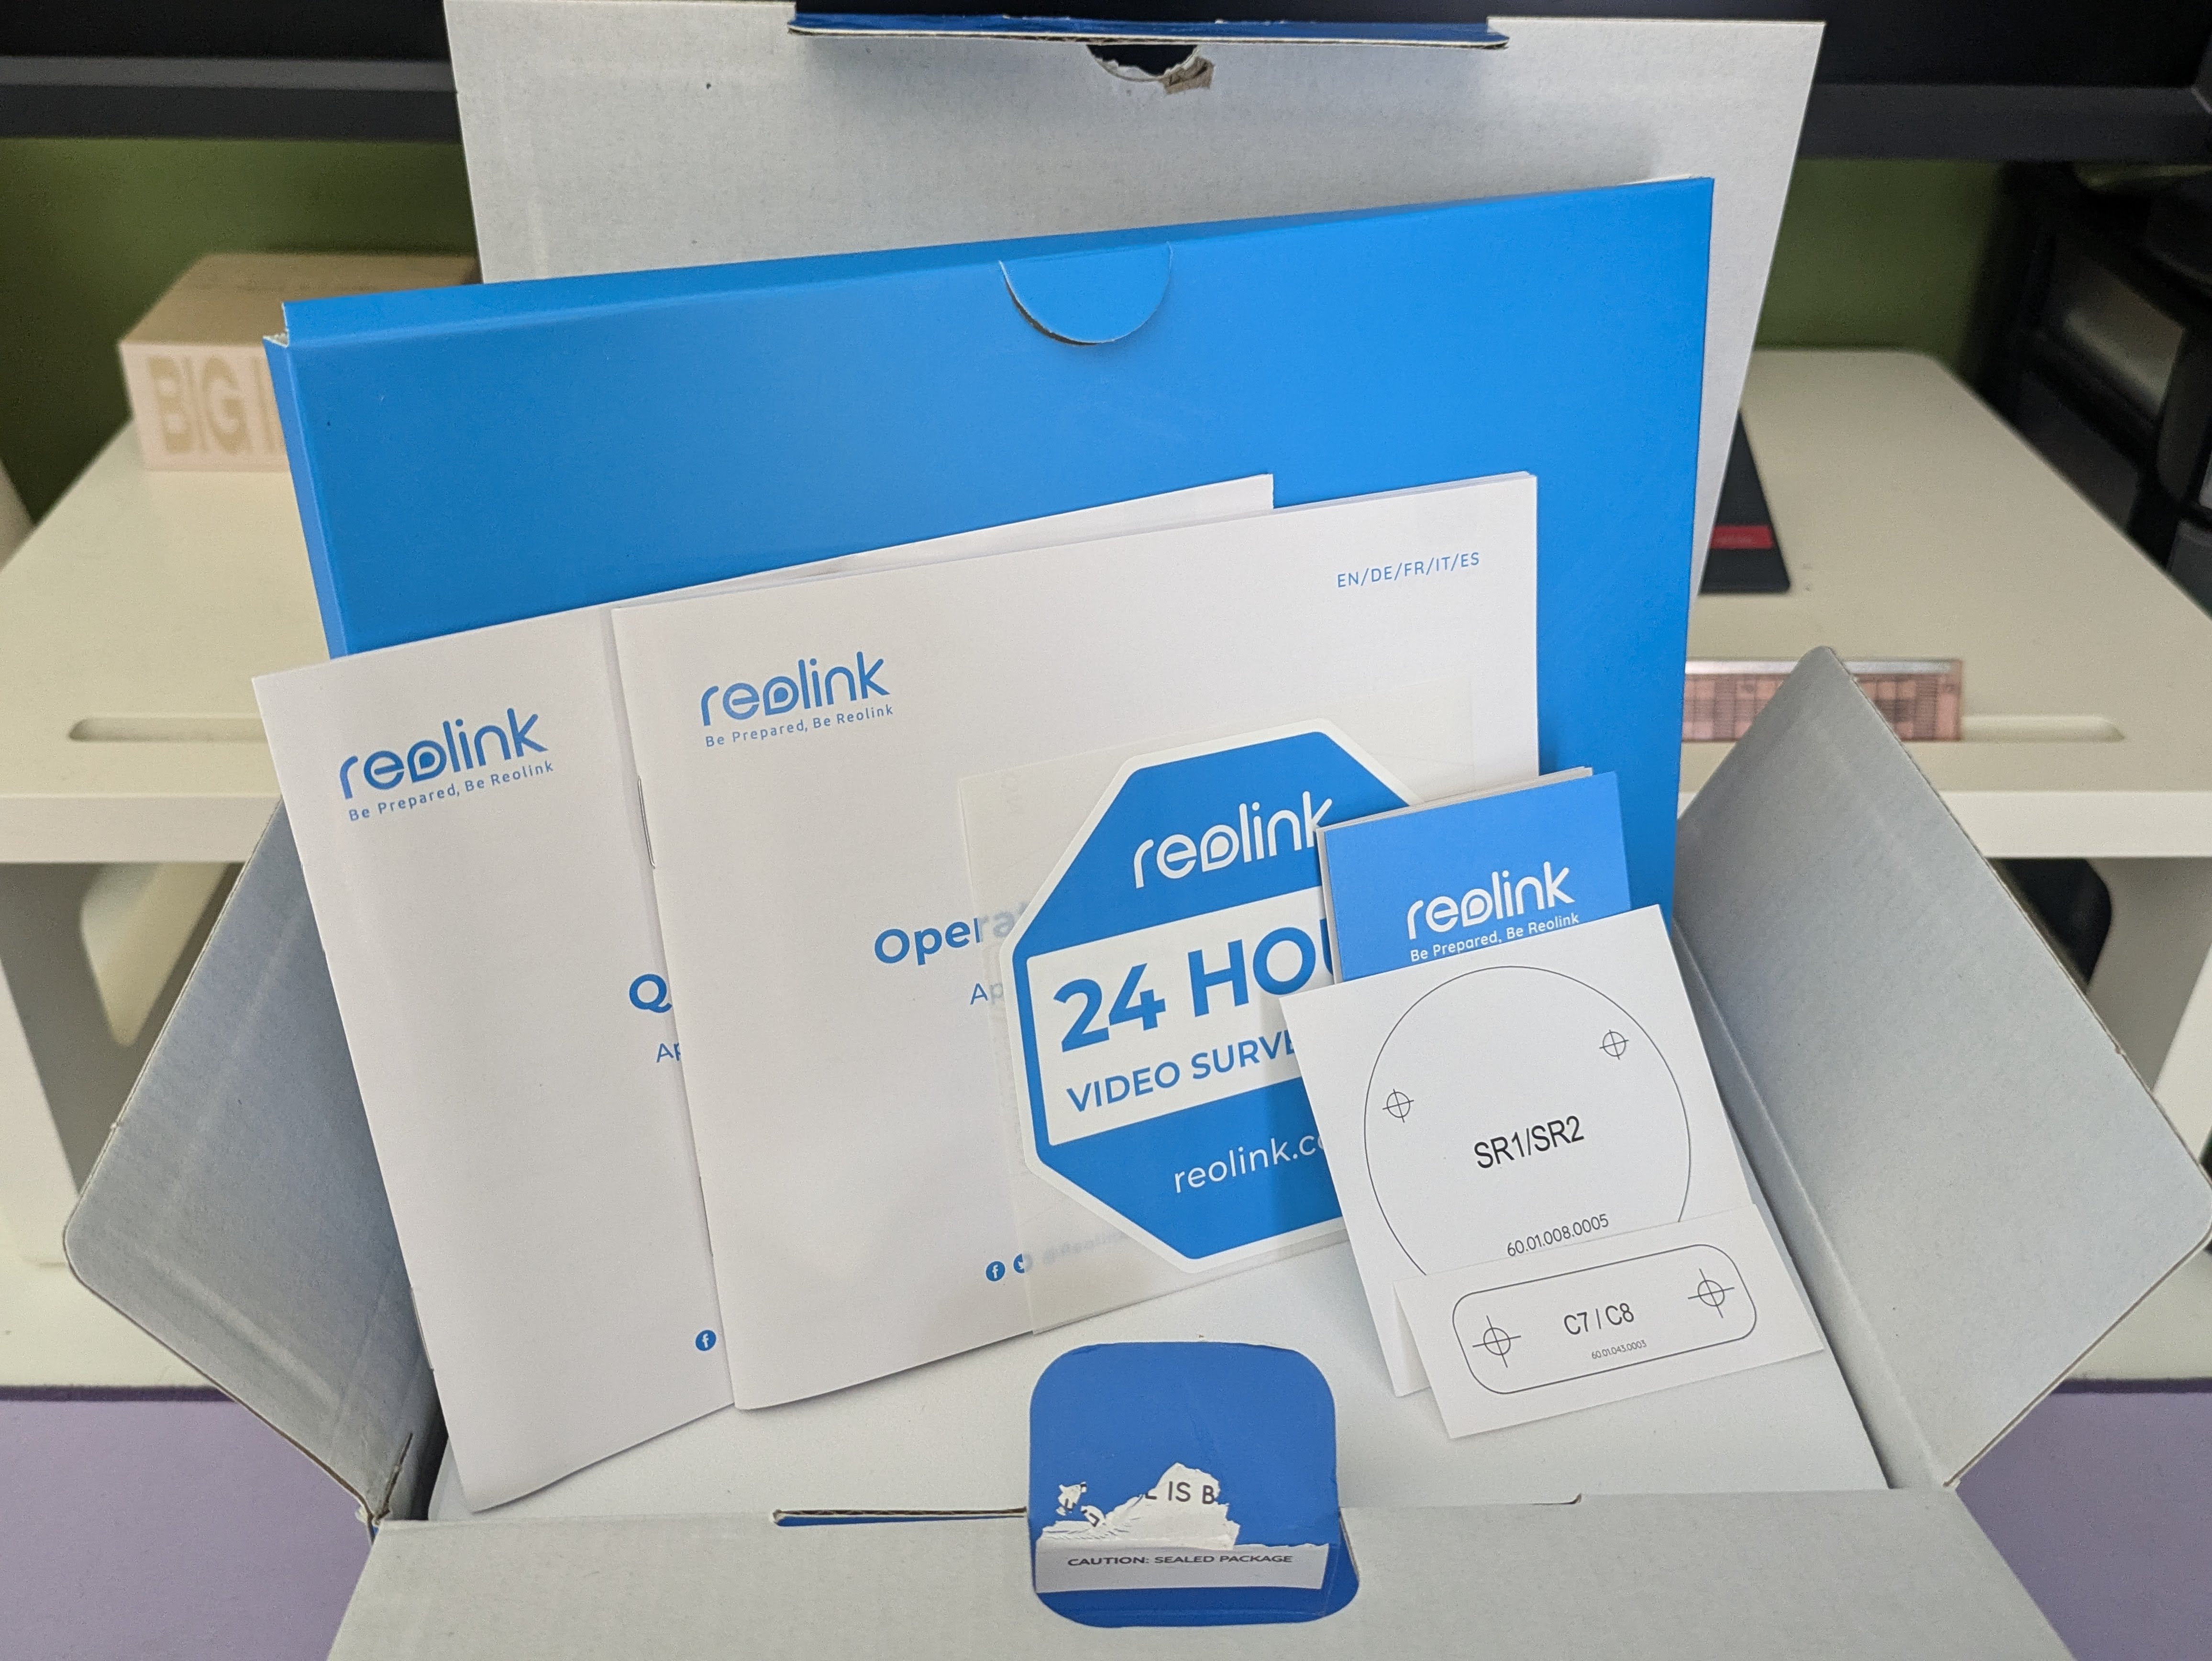 BIG
EN/DE/FR/IT/ES
reolink
Be Prepared, Be Reolink
reolink
Be Prepared, Be Reolink
reolink
24 HOU
VIDEO SURVE
reolink.c
reolink
Be Prepared, Be Reolink
Opera
Ap
Q
Ap
SR1/SR2
60.01.008.0005
C7 / C8
60.01.043.0003
L IS B
CAUTION: SEALED PACKAGE